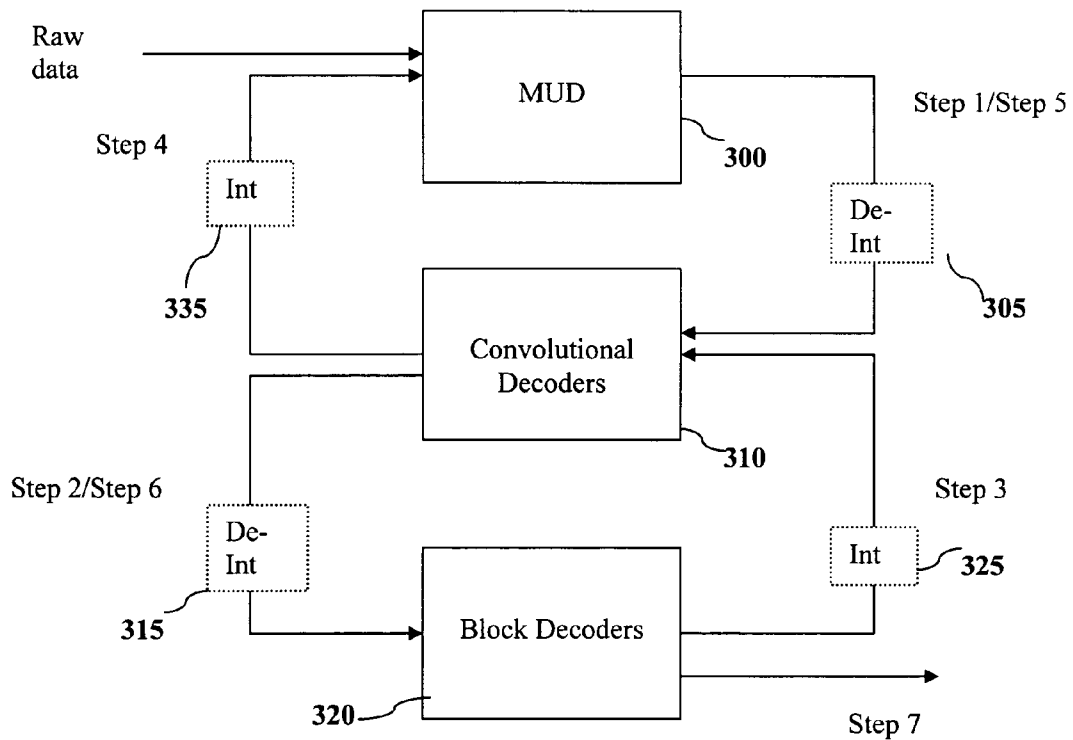 Raw
data
MUD
Step 1/Step 5
300
Step 4
Int
De-
Int
335
305
Convolutional
Decoders
310
Step 2/Step 6
Step 3
De-
Int
Int
325
315
Block Decoders
320
Step 7